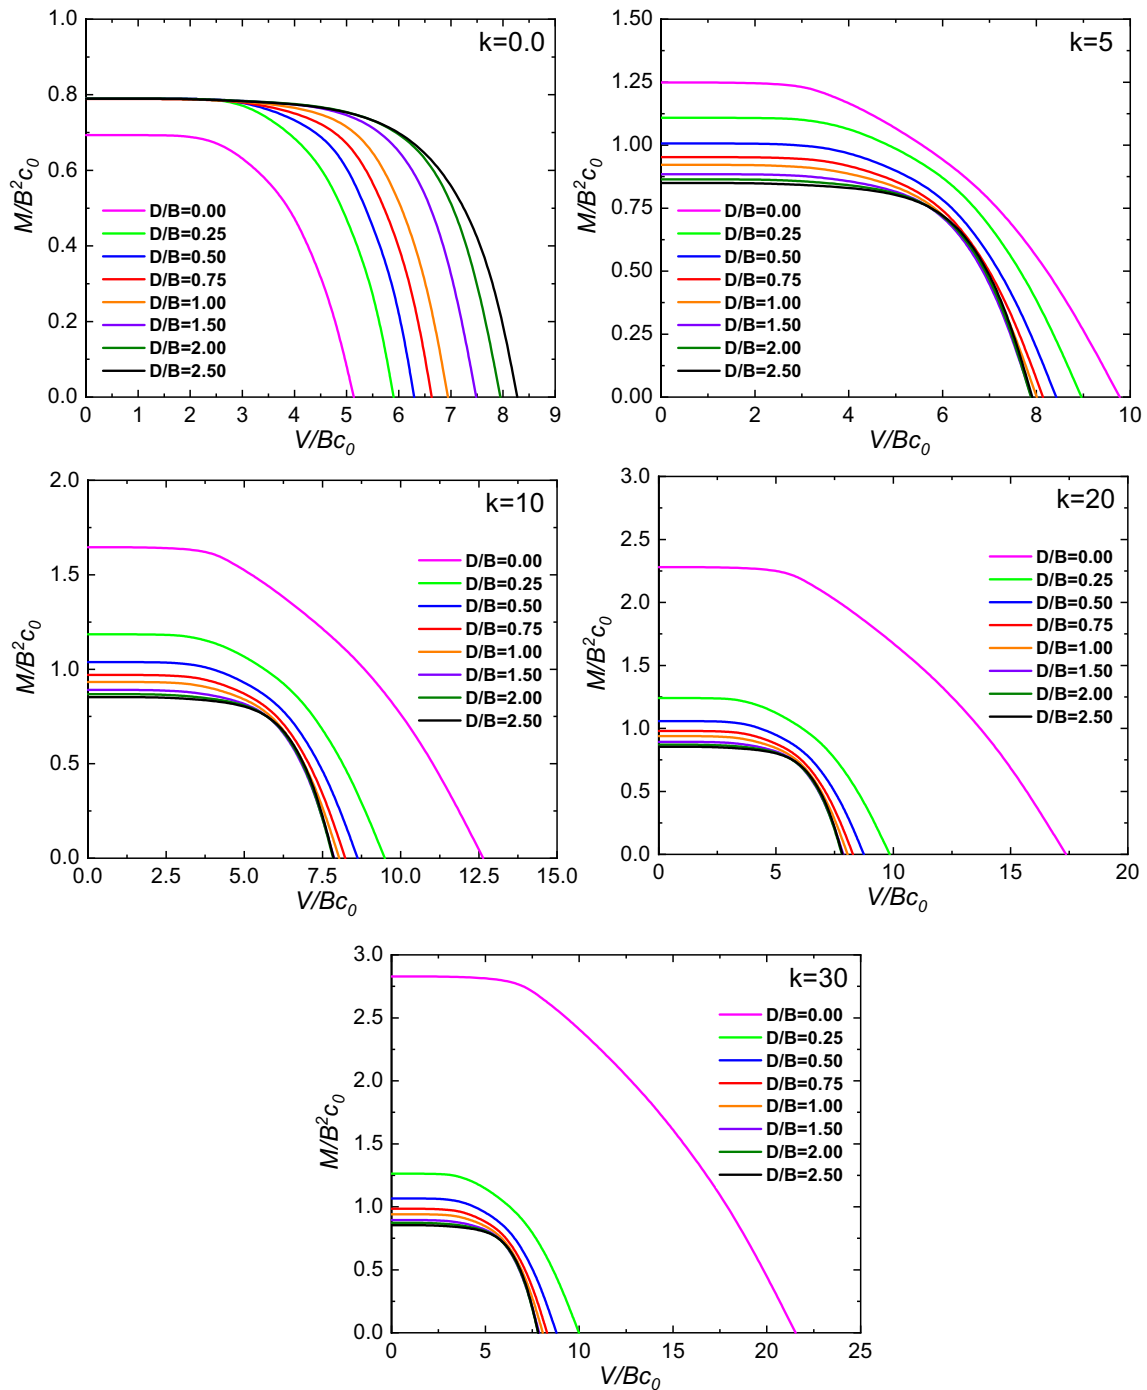 k=0.0
1.0
0.8
0.6
0.4
0.2
0.0
M/B²c₀
D/B=0.00
D/B=0.25
D/B=0.50
D/B=0.75
D/B=1.00
D/B=1.50
D/B=2.00
D/B=2.50
0 1 2 3 4 5 6 7 8 9
V/Bc₀
k=5
1.50
1.25
1.00
0.75
0.50
0.25
0.00
M/B²c₀
D/B=0.00
D/B=0.25
D/B=0.50
D/B=0.75
D/B=1.00
D/B=1.50
D/B=2.00
D/B=2.50
0 2 4 6 8 10
V/Bc₀
k=10
2.0
1.5
1.0
0.5
0.0
M/B²c₀
D/B=0.00
D/B=0.25
D/B=0.50
D/B=0.75
D/B=1.00
D/B=1.50
D/B=2.00
D/B=2.50
0.0 2.5 5.0 7.5 10.0 12.5 15.0
V/Bc₀
k=20
3.0
2.5
2.0
1.5
1.0
0.5
0.0
M/B²c₀
D/B=0.00
D/B=0.25
D/B=0.50
D/B=0.75
D/B=1.00
D/B=1.50
D/B=2.00
D/B=2.50
0 5 10 15 20
V/Bc₀
k=30
3.0
2.5
2.0
1.5
1.0
0.5
0.0
M/B²c₀
D/B=0.00
D/B=0.25
D/B=0.50
D/B=0.75
D/B=1.00
D/B=1.50
D/B=2.00
D/B=2.50
0 5 10 15 20 25
V/Bc₀